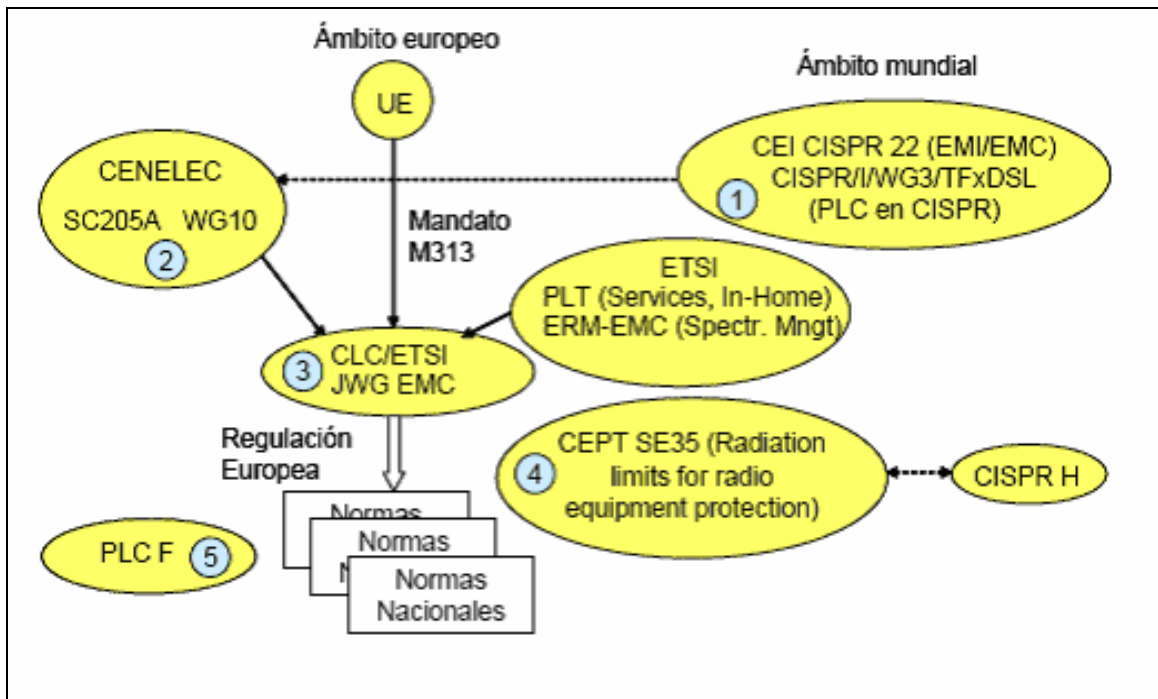 Ámbito europeo
Ámbito mundial
UE
CENELEC
SC205A WG10
2
CEI CISPR 22 (EMI/EMC)
CISPR/I/WG3/TFxDSL
1 (PLC en CISPR)
Mandato
M313
ETSI
PLT (Services, In-Home)
ERM-EMC (Spectr. Mngt)
3 CLC/ETSI
JWG EMC
Regulación
Europea
4 CEPT SE35 (Radiation
limits for radio
equipment protection)
CISPR H
PLC F 5
Normas
N
Normas
N
Normas
Nacionales